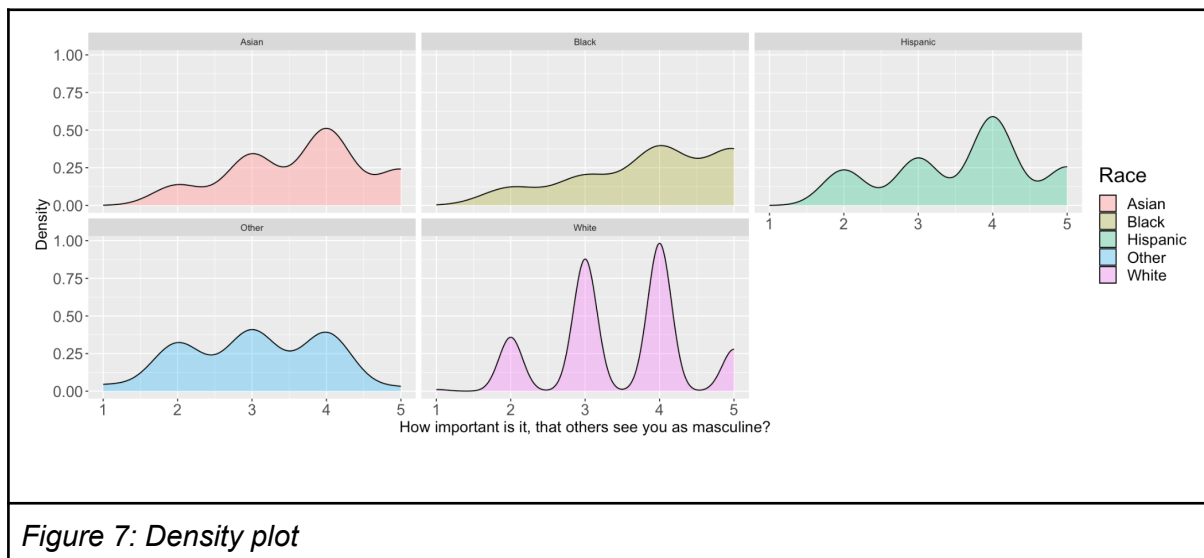 Asian
Black
Hispanic
1.00
0.75
0.50
0.25
0.00
1 2 3 4 5
Other
White
1.00
0.75
0.50
0.25
0.00
1 2 3 4 5
1 2 3 4 5
Density
How important is it, that others see you as masculine?
Race
Asian
Black
Hispanic
Other
White
Figure 7: Density plot